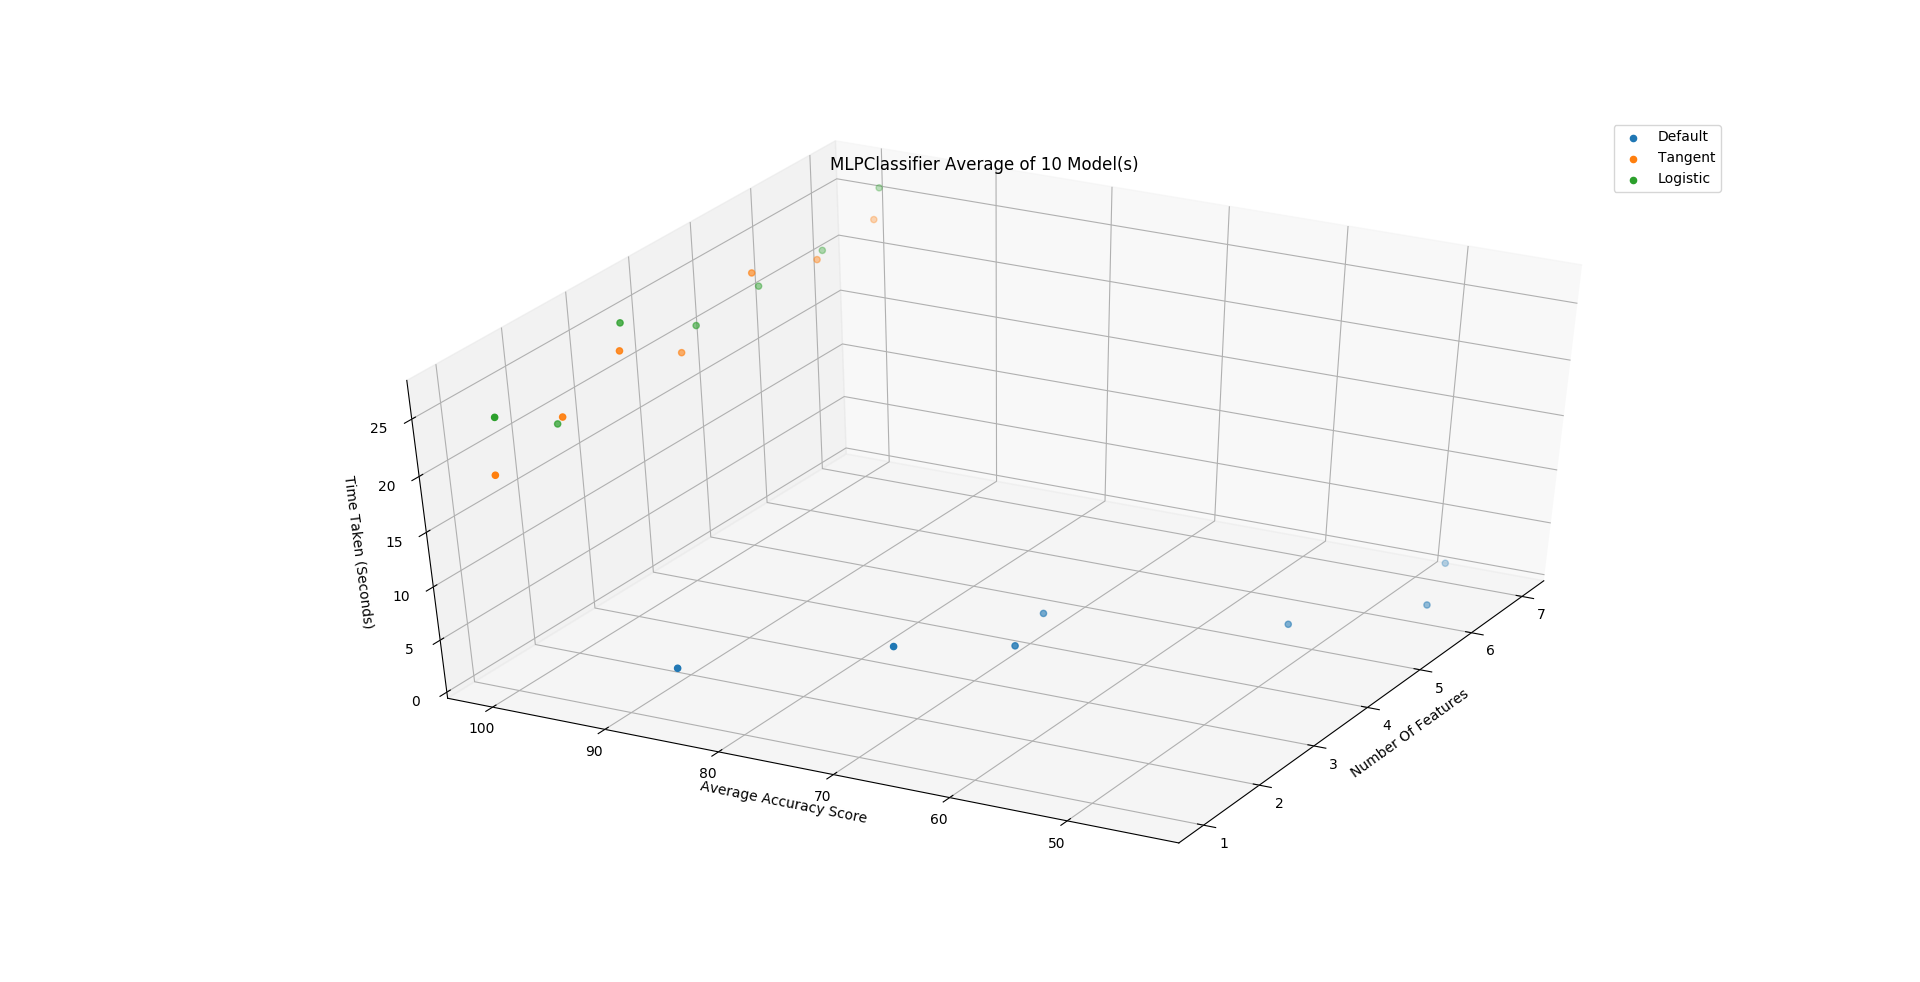 MLPClassifier Average of 10 Model(s)
Default
Tangent
Logistic
25
20
15
10
5
0
Time Taken (Seconds)
100
90
80
70
60
50
Average Accuracy Score
7
6
5
4
3
2
1
Number Of Features